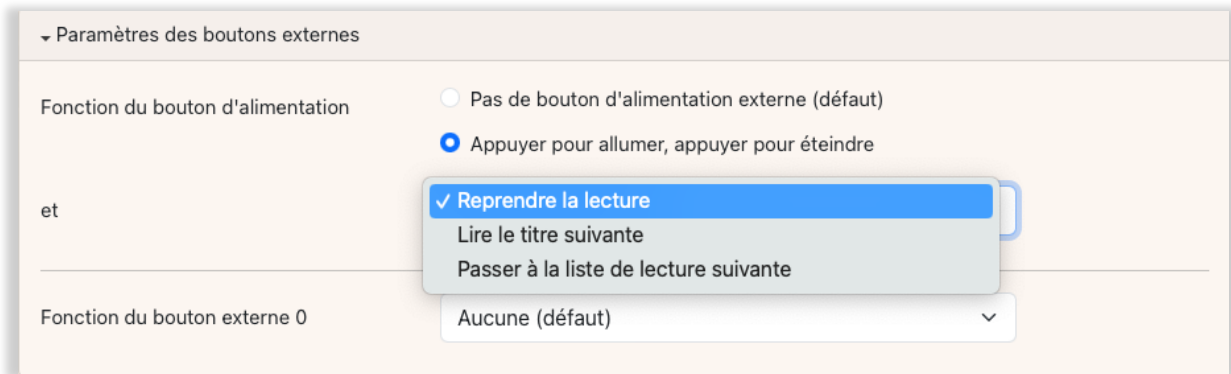 Paramètres des boutons externes
Fonction du bouton d'alimentation
Pas de bouton d'alimentation externe (défaut)
Appuyer pour allumer, appuyer pour éteindre
et
Reprendre la lecture
Lire le titre suivante
Passer à la liste de lecture suivante
Fonction du bouton externe 0
Aucune (défaut)